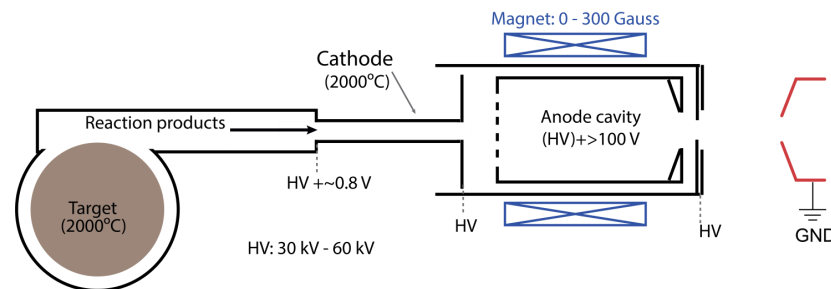 Magnet: 0 - 300 Gauss
Cathode
(2000°C)
Reaction products
Anode cavity
(HV)+>100 V
HV +~0.8 V
Target
(2000°C)
HV
HV
GND
HV: 30 kV - 60 kV